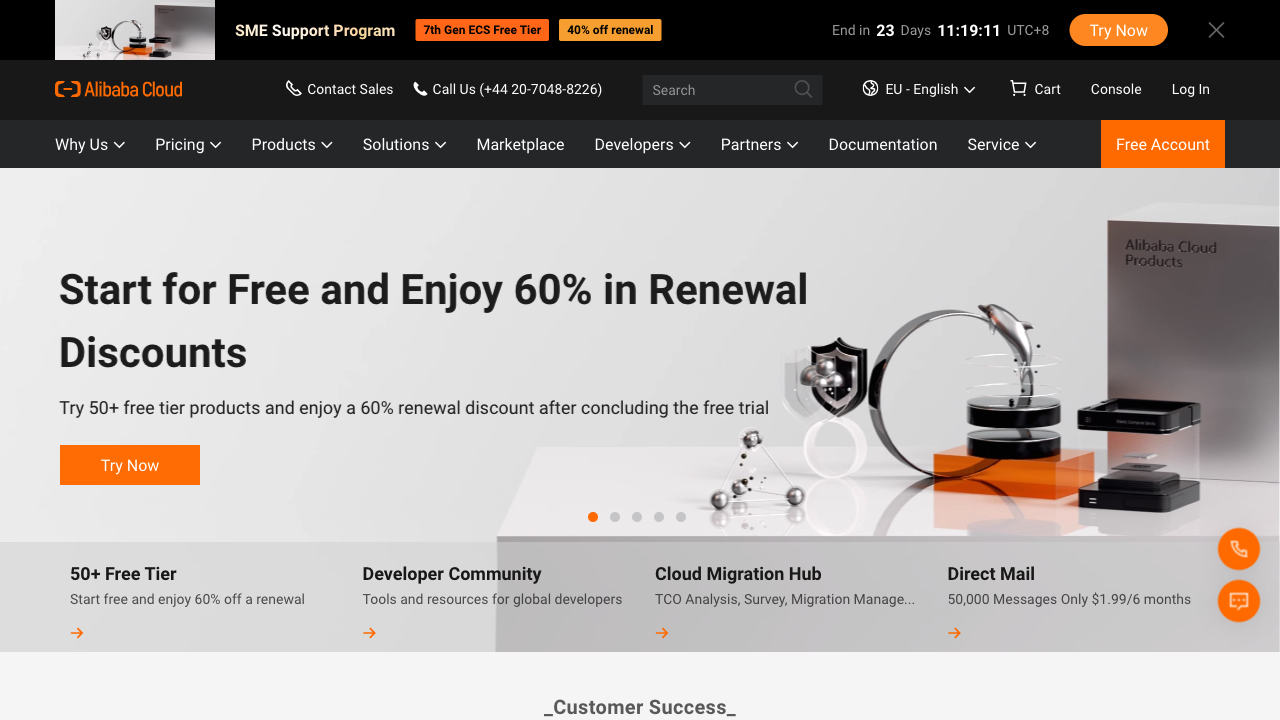 SME Support Program
7th Gen ECS Free Tier
40% off renewal
End in 23 Days 11:19:11 UTC+8
Try Now
Alibaba Cloud
Contact Sales
Call Us (+44 20-7048-8226)
Search
EU - English
Cart
Console
Log In
Why Us
Pricing
Products
Solutions
Marketplace
Developers
Partners
Documentation
Service
Free Account
Alibaba Cloud
Products
Start for Free and Enjoy 60% in Renewal
Discounts
Try 50+ free tier products and enjoy a 60% renewal discount after concluding the free trial
Try Now
50+ Free Tier
Start free and enjoy 60% off a renewal
Developer Community
Tools and resources for global developers
Cloud Migration Hub
TCO Analysis, Survey, Migration Manage...
Direct Mail
50,000 Messages Only $1.99/6 months
_Customer Success_